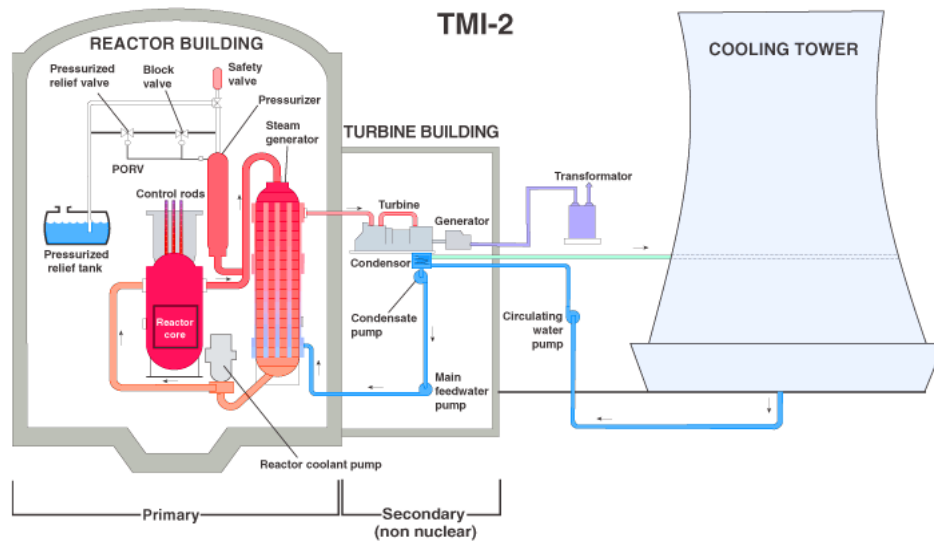 TMI-2
REACTOR BUILDING
COOLING TOWER
Pressurized
relief valve
Block
valve
Safety
valve
Pressurizer
Steam
generator
TURBINE BUILDING
PORV
Control rods
Turbine
Generator
Transformator
Pressurized
relief tank
Condensor
Reactor
core
Condensate
pump
Circulating
water
pump
Main
feedwater
pump
Reactor coolant pump
Primary
Secondary
(non nuclear)